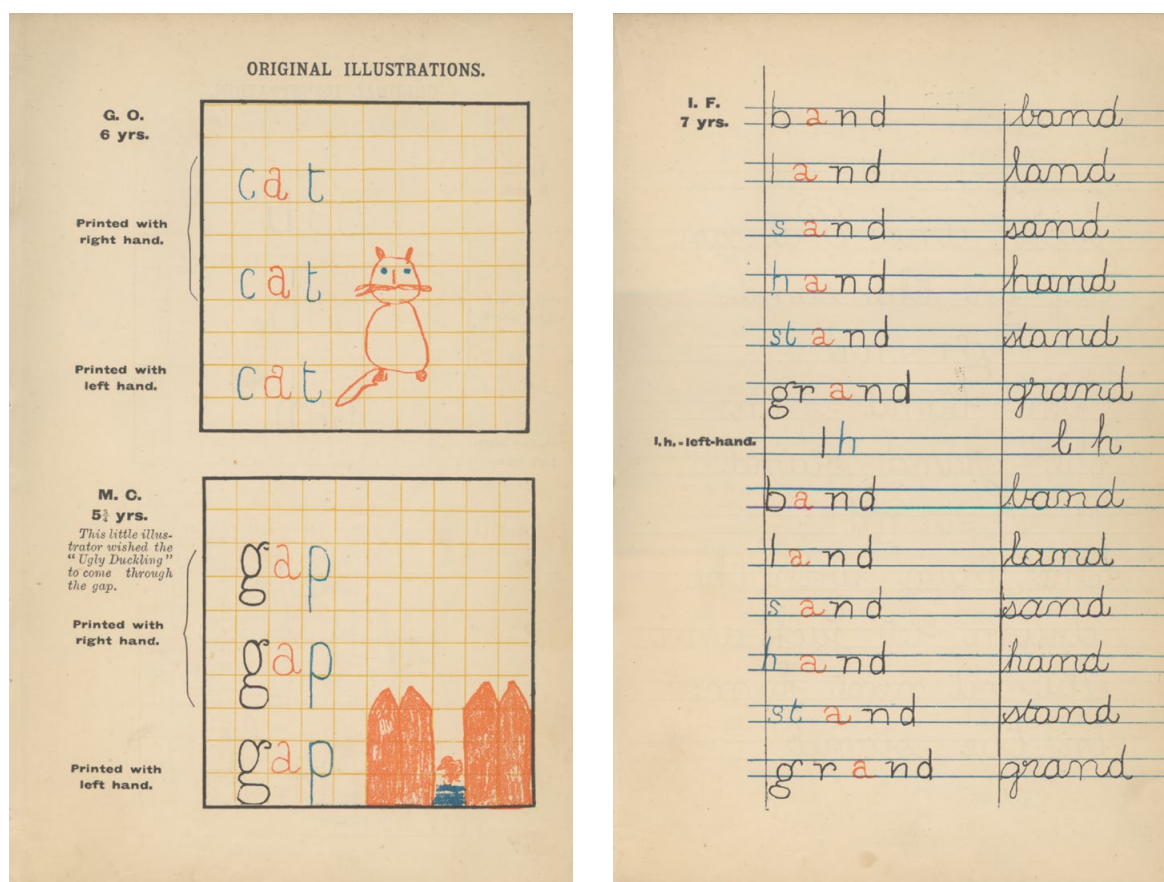 ORIGINAL ILLUSTRATIONS.
G. O.
6 yrs.
cat
Printed with
right hand.
cat
Printed with
left hand.
cat
M. C.
5¾ yrs.
This little illus-
trator wished the
"Ugly Duckling"
to come through
the gap.
gap
Printed with
right hand.
gap
Printed with
left hand.
gap
I. F.
7 yrs.
band band
land land
sand sand
hand hand
stand stand
grand grand
l.h.-left-hand. lh lh
band band
land land
sand sand
hand hand
stand stand
grand grand